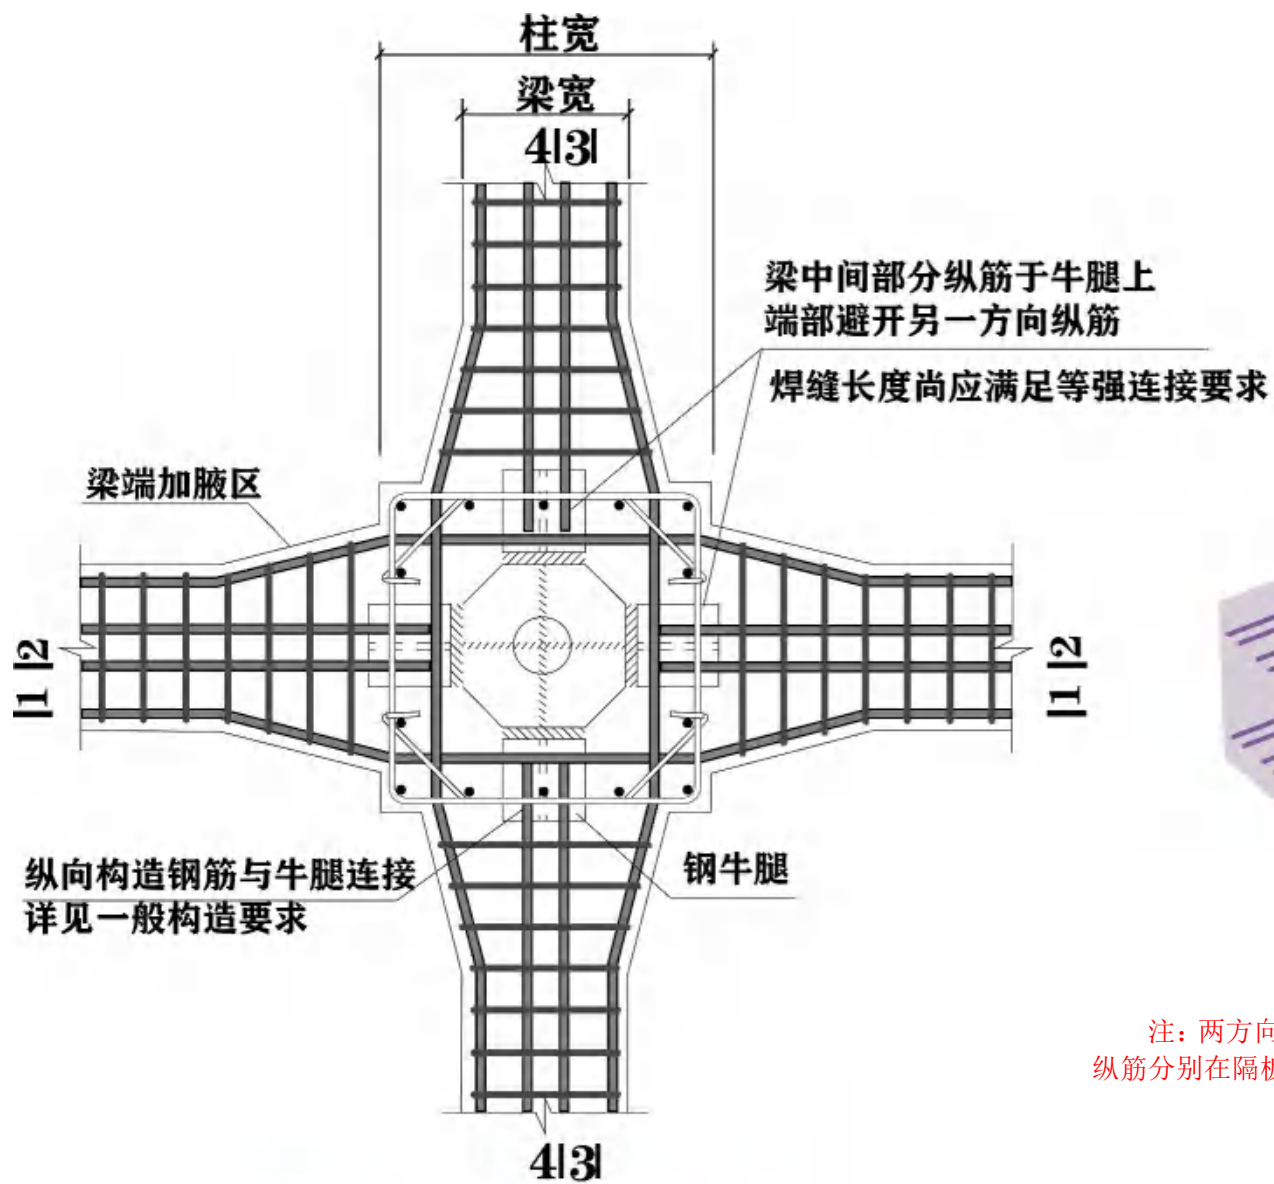 柱宽
梁宽
4 3
梁中间部分纵筋于牛腿上
端部避开另一方向纵筋
焊缝长度尚应满足等强连接要求
梁端加腋区
1 2
1 2
纵向构造钢筋与牛腿连接
详见一般构造要求
钢牛腿
注：两方向
纵筋分别在隔
4 3